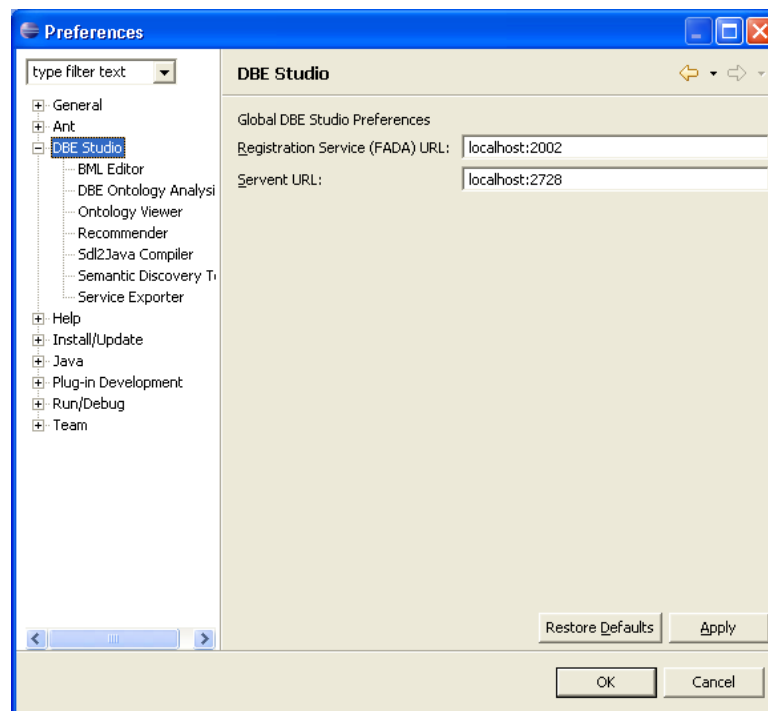 Preferences
type filter text
General
Ant
DBE Studio
BML Editor
DBE Ontology Analysi
Ontology Viewer
Recommender
Sdl2Java Compiler
Semantic Discovery
Service Exporter
Help
Install/Update
Java
Plug-in Development
Run/Debug
Team
DBE Studio
Global DBE Studio Preferences
Registration Service (FADA) URL: localhost:2002
Servent URL: localhost:2728
Restore Defaults Apply
OK Cancel